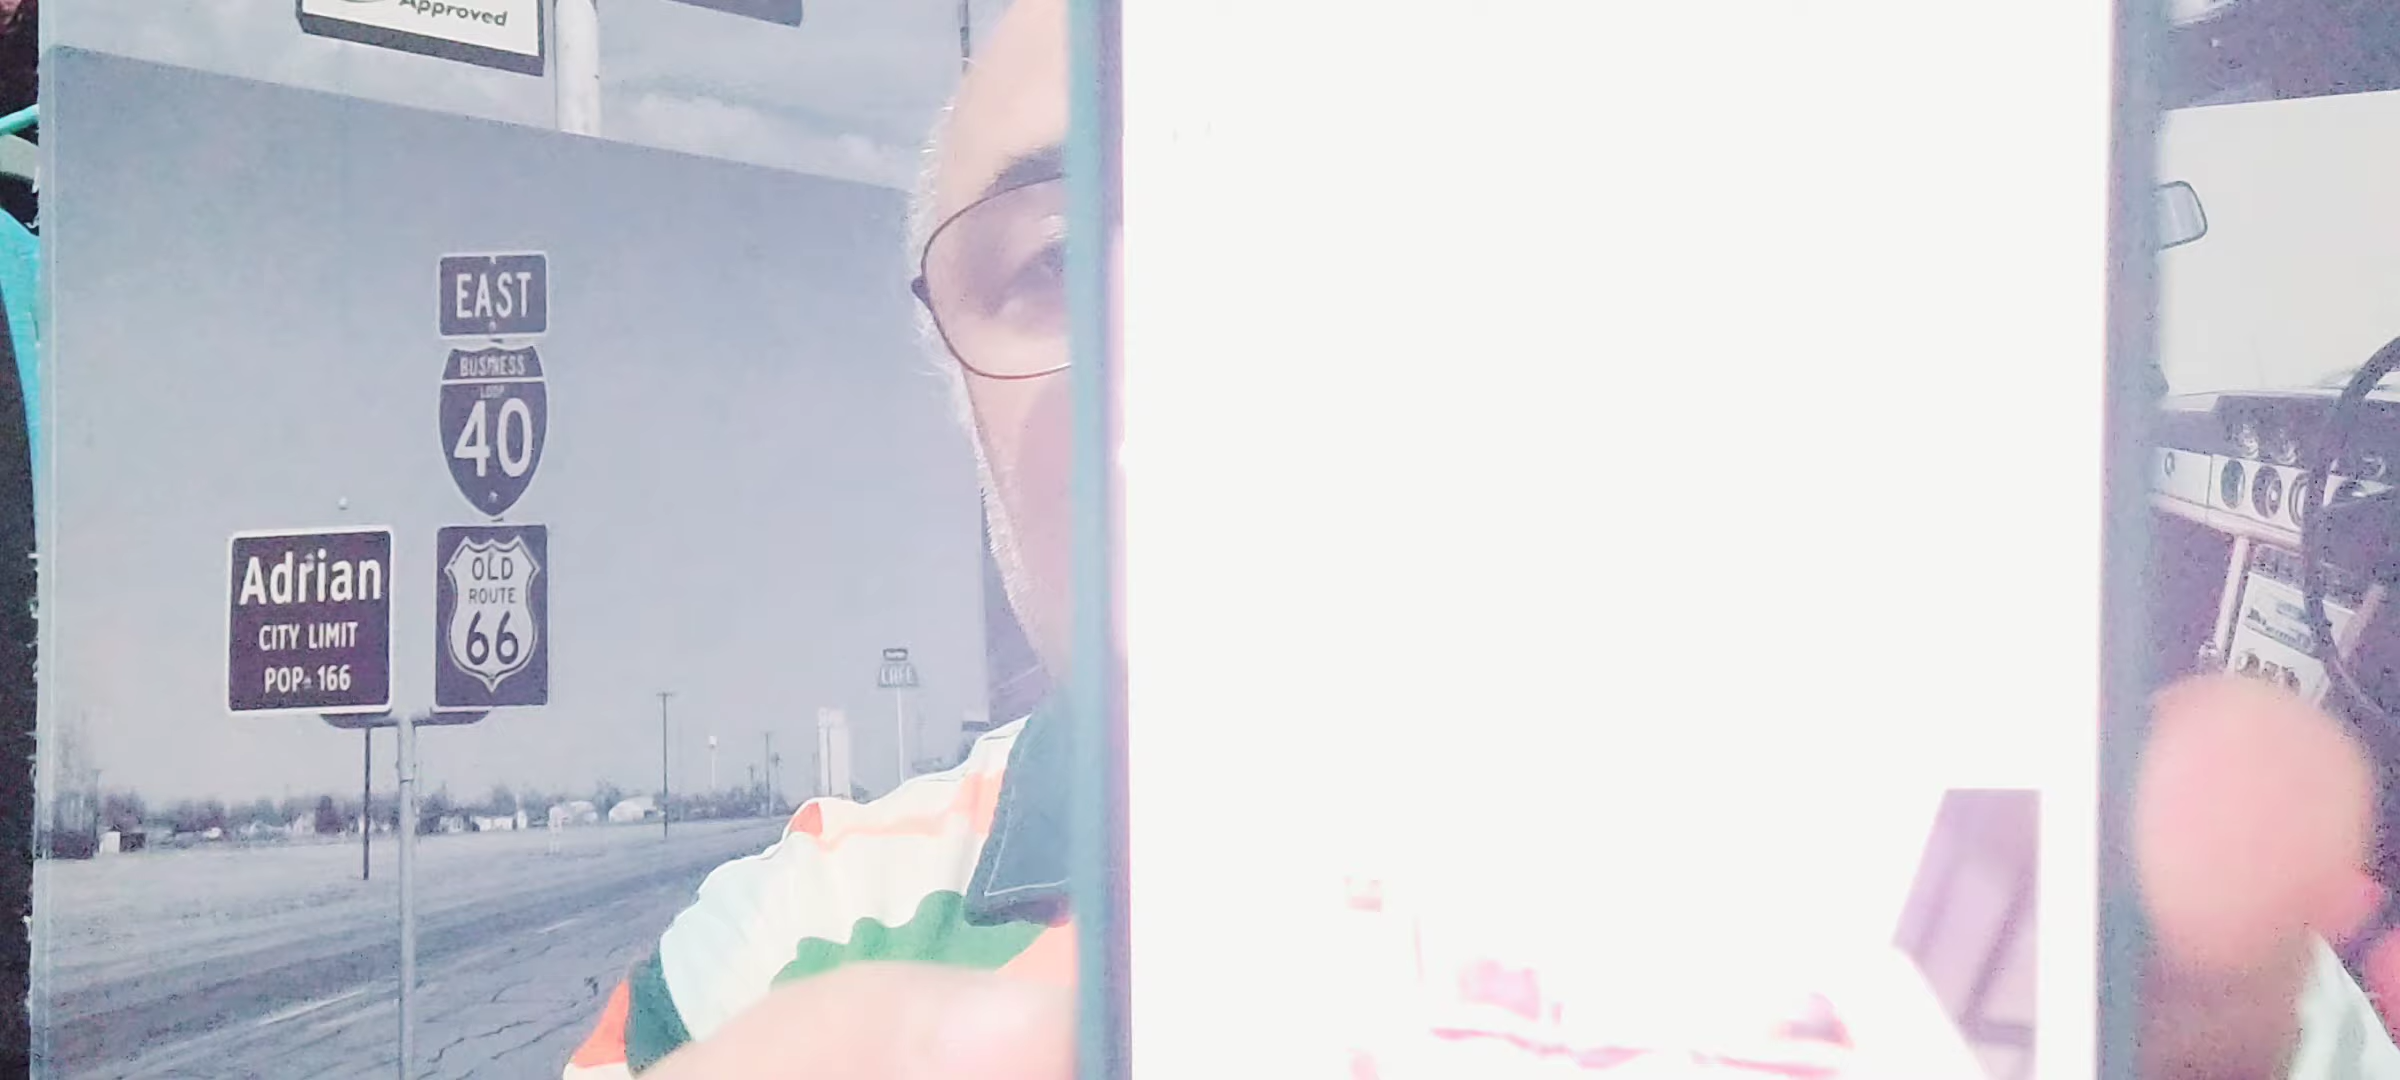 Approved
EAST
BUSINESS
LOOP
40
Adrian
CITY LIMIT
POP. 166
OLD
ROUTE
66
CAFE